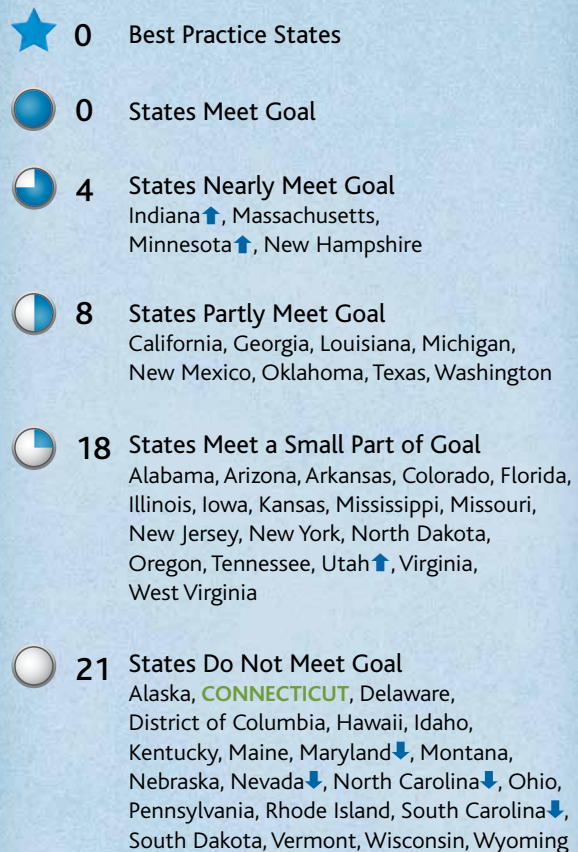 0 Best Practice States
0 States Meet Goal
4 States Nearly Meet Goal
Indiana⬆, Massachusetts,
Minnesota⬆, New Hampshire
8 States Partly Meet Goal
California, Georgia, Louisiana, Michigan,
New Mexico, Oklahoma, Texas, Washington
18 States Meet a Small Part of Goal
Alabama, Arizona, Arkansas, Colorado, Florida,
Illinois, Iowa, Kansas, Mississippi, Missouri,
New Jersey, New York, North Dakota,
Oregon, Tennessee, Utah⬆, Virginia,
West Virginia
21 States Do Not Meet Goal
Alaska, CONNECTICUT, Delaware,
District of Columbia, Hawaii, Idaho,
Kentucky, Maine, Maryland⬇, Montana,
Nebraska, Nevada⬇, North Carolina⬇, Ohio,
Pennsylvania, Rhode Island, South Carolina⬇,
South Dakota, Vermont, Wisconsin, Wyoming